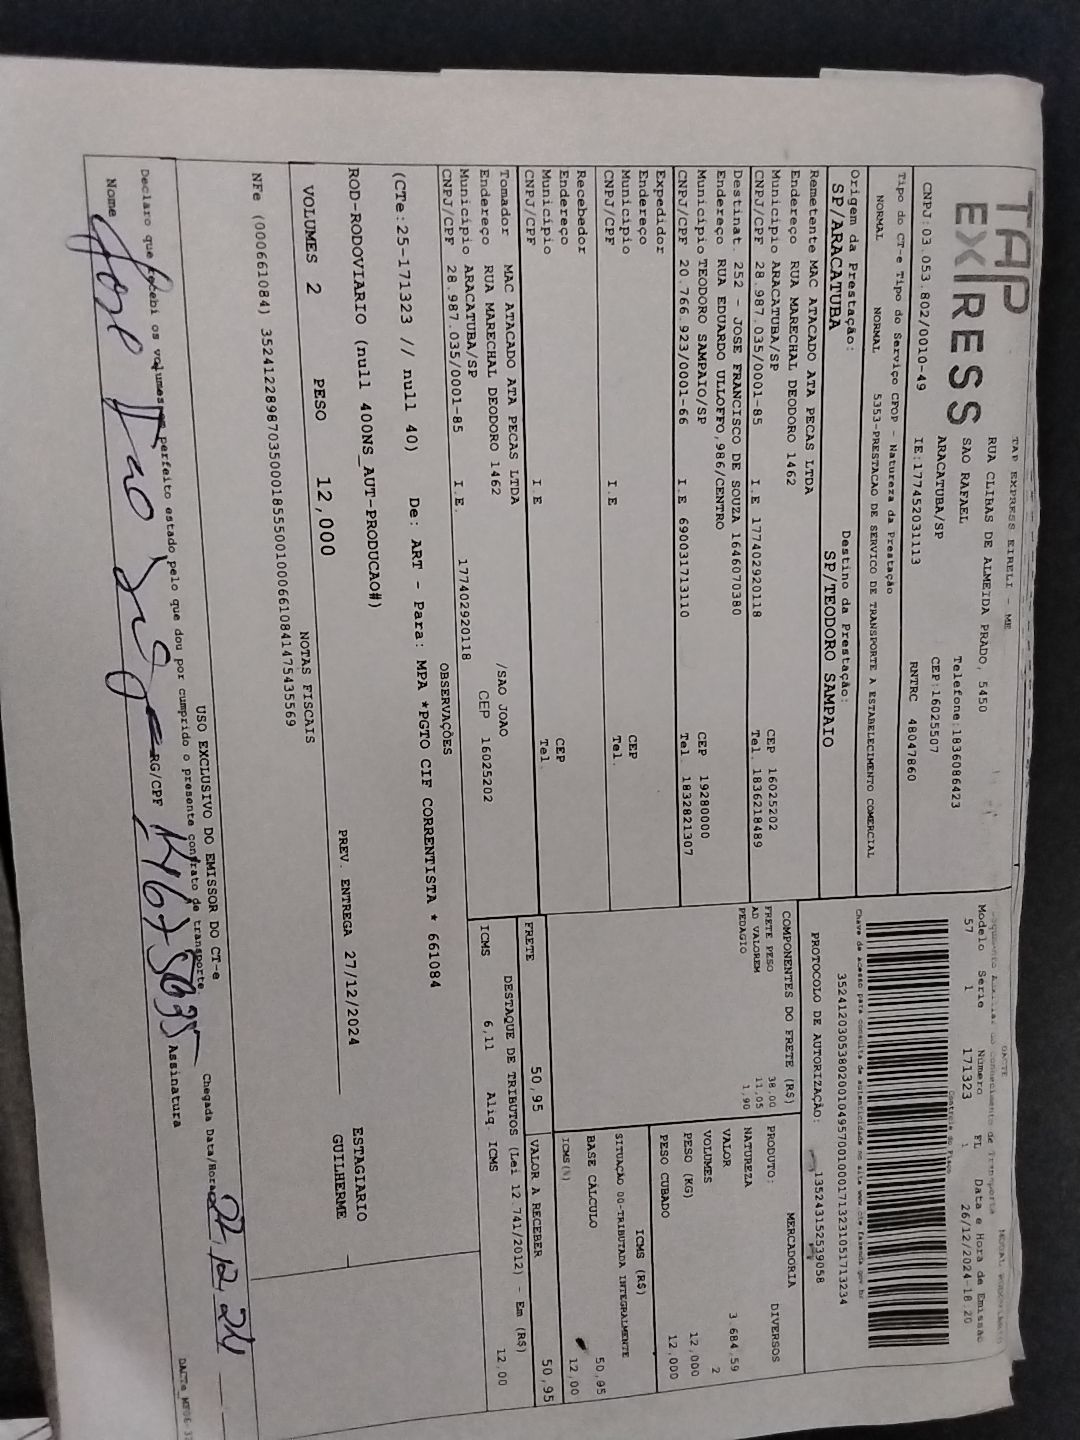 TAP
EXPRESS
TAP EXPRESS EIRELI - ME
RUA CLIBAS DE ALMEIDA PRADO, 5450
SAO RAFAEL
Telefone:1836086423
ARACATUBA/SP
CEP:16025507
CNPJ:03.053.802/0010-49
IE:177452031113
RNTRC 48047860
DACTE
Modelo Serie Número FL Data e Hora de Emissão
57 1 171323 1 26/12/2024-18:20
Controle do Fisco
35241203053802001049570010001713231051713234
Chave de acesso para consulta de autenticidade no site www.cte.fazenda.gov.br
PROTOCOLO DE AUTORIZAÇÃO: 135243152539058
Tipo do CT-e Tipo do Serviço CFOP - Natureza da Prestação
NORMAL NORMAL 5353-PRESTACAO DE SERVICO DE TRANSPORTE A ESTABELECIMENTO COMERCIAL
Origem da Prestação: Destino da Prestação:
SP/ARACATUBA SP/TEODORO SAMPAIO
Remetente MAC ATACADO ATA PECAS LTDA
Endereço RUA MARECHAL DEODORO 1462
Município ARACATUBA/SP CEP 16025202
CNPJ/CPF 28.987.035/0001-85 I.E 177402920118 Tel. 1836218489
Destinat. 252 - JOSE FRANCISCO DE SOUZA 1646070380
Endereço RUA EDUARDO ULLOFFO,986/CENTRO
Município TEODORO SAMPAIO/SP CEP 19280000
CNPJ/CPF 20.766.923/0001-66 I.E 690031713110 Tel 1832821307
Expedidor
Endereço
Município CEP
CNPJ/CPF I.E Tel.
Recebedor
Endereço
Município CEP
CNPJ/CPF I.E Tel.
Tomador MAC ATACADO ATA PECAS LTDA
Endereço RUA MARECHAL DEODORO 1462 /SAO JOAO
Município ARACATUBA/SP CEP 16025202
CNPJ/CPF 28.987.035/0001-85 I.E. 177402920118
COMPONENTES DO FRETE (R$)
FRETE PESO 38,00
AD VALOREM 11,05
PEDAGIO 1,90
MERCADORIA
PRODUTO: DIVERSOS
NATUREZA
VALOR 3.684,59
VOLUMES 2
PESO (KG) 12,000
PESO CUBADO 12,000
ICMS (R$)
SITUAÇÃO 00-TRIBUTADA INTEGRALMENTE
BASE CÁLCULO 50,95
ICMS(%) 12,00
FRETE 50,95 VALOR A RECEBER 50,95
DESTAQUE DE TRIBUTOS (Lei 12.741/2012) - Em (R$)
ICMS 6,11 Aliq. ICMS 12,00
OBSERVAÇÕES
(CTe:25-171323 // null 40) De: ART - Para: MPA *PGTO CIF CORRENTISTA * 661084
ROD-RODOVIARIO (null 400NS_AUT-PRODUCAO#)
VOLUMES 2 PESO 12,000
PREV. ENTREGA 27/12/2024
ESTAGIARIO
GUILHERME
NOTAS FISCAIS
NFe (000661084) 35241228987035000185550010006610841475435569
USO EXCLUSIVO DO EMISSOR DO CT-e
Declaro que recebi os volumes em perfeito estado pelo que dou por cumprido o presente contrato de transporte
Chegada Data/Hora 27.12.24
Nome RG/CPF Assinatura